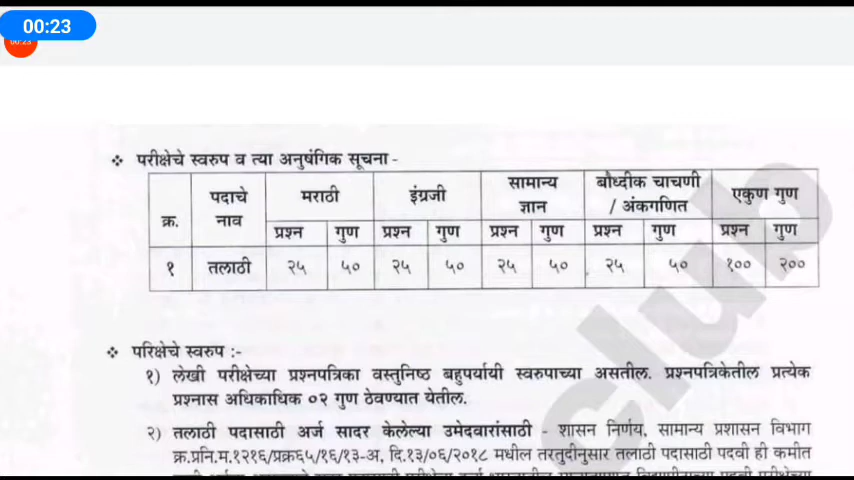 00:23
00:23
❖ परीक्षेचे स्वरुप व त्या अनुषंगिक सूचना -
क्र. पदाचे नाव मराठी इंग्रजी सामान्य ज्ञान बौध्दीक चाचणी / अंकगणित एकुण गुण
प्रश्न गुण प्रश्न गुण प्रश्न गुण प्रश्न गुण प्रश्न गुण
१ तलाठी २५ ५० २५ ५० २५ ५० २५ ५० १०० २००
❖ परिक्षेचे स्वरुप :-
१) लेखी परीक्षेच्या प्रश्नपत्रिका वस्तुनिष्ठ बहुपर्यायी स्वरुपाच्या असतील. प्रश्नपत्रिकेतील प्रत्येक
प्रश्नास अधिकाधिक ०२ गुण ठेवण्यात येतील.
२) तलाठी पदासाठी अर्ज सादर केलेल्या उमेदवारांसाठी - शासन निर्णय, सामान्य प्रशासन विभाग
क्र.प्रनि.म.१२१६/प्रक्र६५/१६/१३-अ, दि.१३/०६/२०१८ मधील तरतुदीनुसार तलाठी पदासाठी पदवी ही कमीत
club